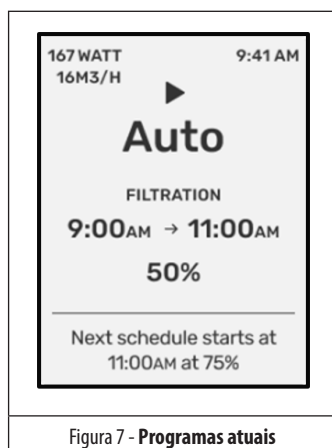 167 WATT 9:41 AM
16M3/H
Auto
FILTRATION
9:00AM → 11:00AM
50%
Next schedule starts at
11:00AM at 75%
Figura 7 - Programas atuais